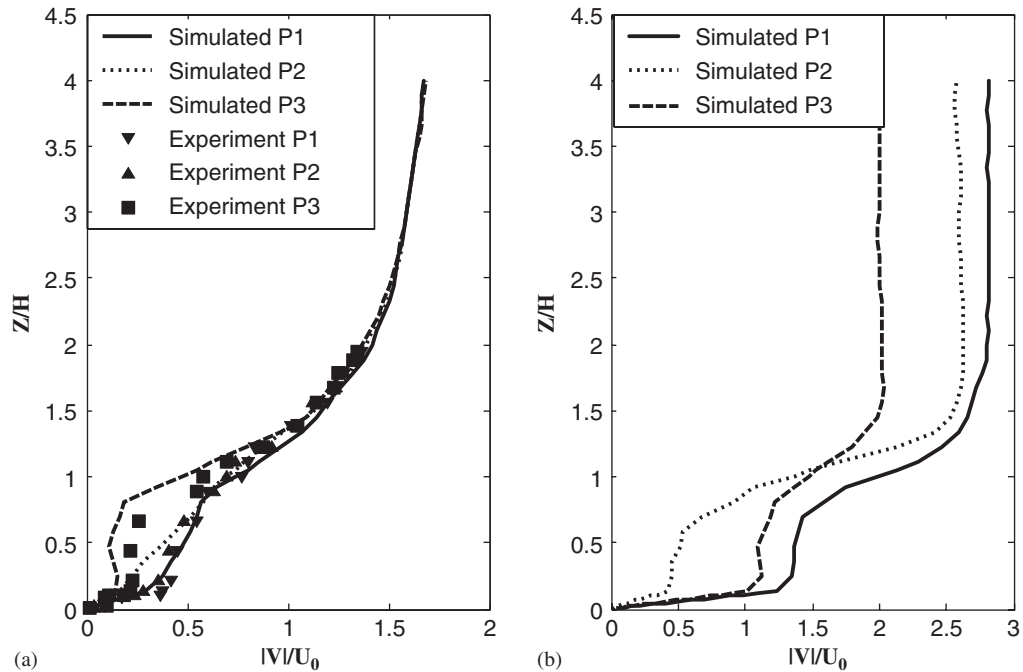 4.5
4
3.5
3
2.5
2
1.5
1
0.5
0
Z/H
Simulated P1
Simulated P2
Simulated P3
Experiment P1
Experiment P2
Experiment P3
0 0.5 1 1.5 2
|V|/U0
(a)
4.5
4
3.5
3
2.5
2
1.5
1
0.5
0
Z/H
Simulated P1
Simulated P2
Simulated P3
0 0.5 1 1.5 2 2.5 3
|V|/U0
(b)